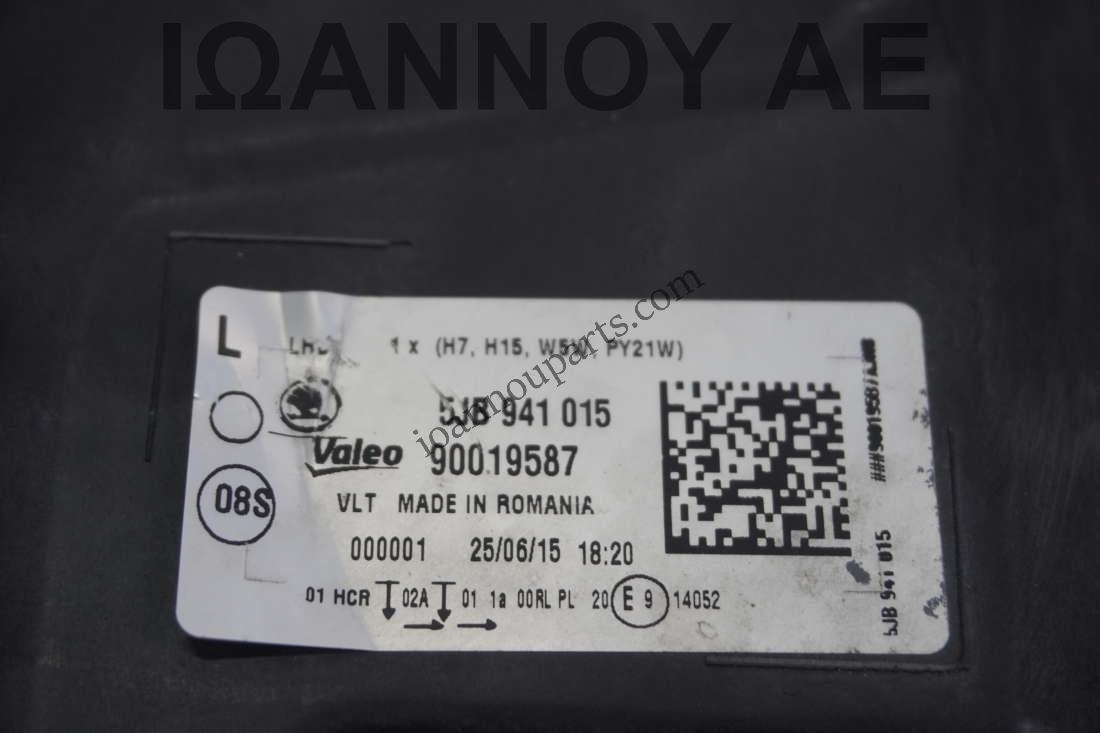 ΙΩΑΝΝΟΥ ΑΕ
L
1 x (H7, H15, W5W, PY21W)
5JB 941 015
Valeo 90019587
08S
VLT MADE IN ROMANIA
000001 25/06/15 18:20
01 HCR 02A 01 1a 00RL PL 20 E 9 14052
5JB 941 015
ioannouparts.com